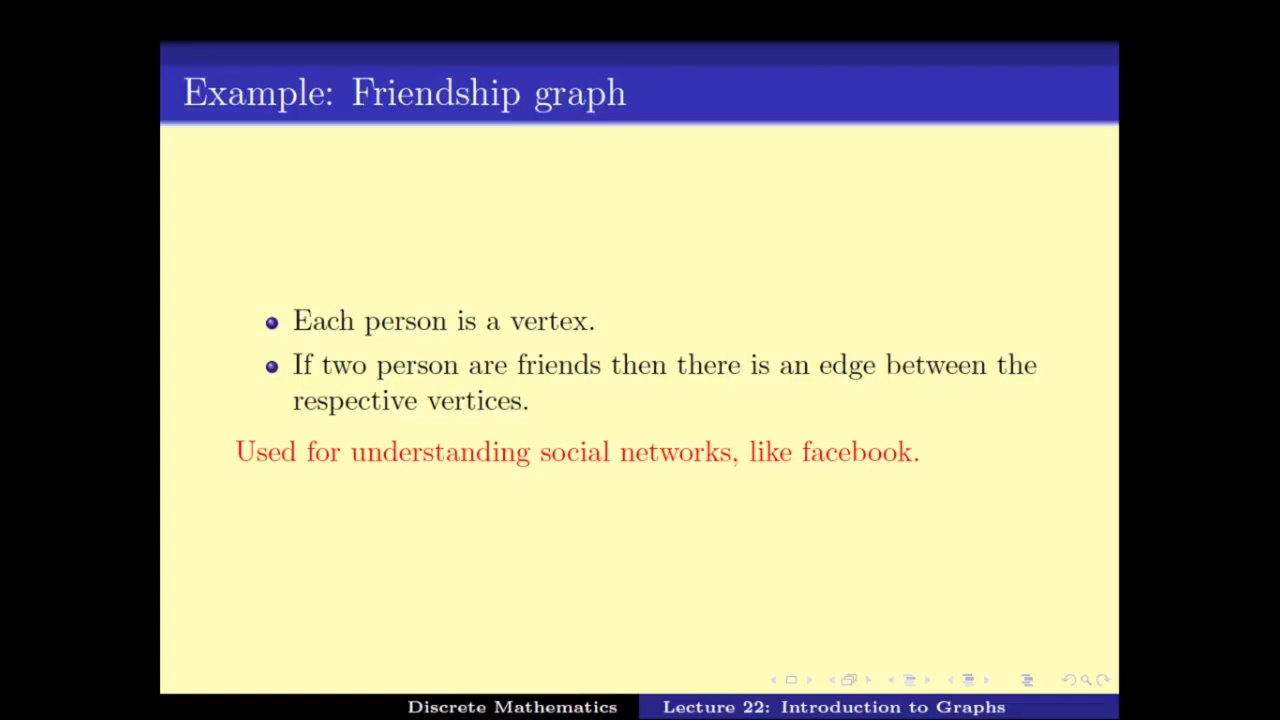 Example: Friendship graph
Each person is a vertex.
If two person are friends then there is an edge between the
respective vertices.
Used for understanding social networks, like facebook.
Discrete Mathematics
Lecture 22: Introduction to Graphs